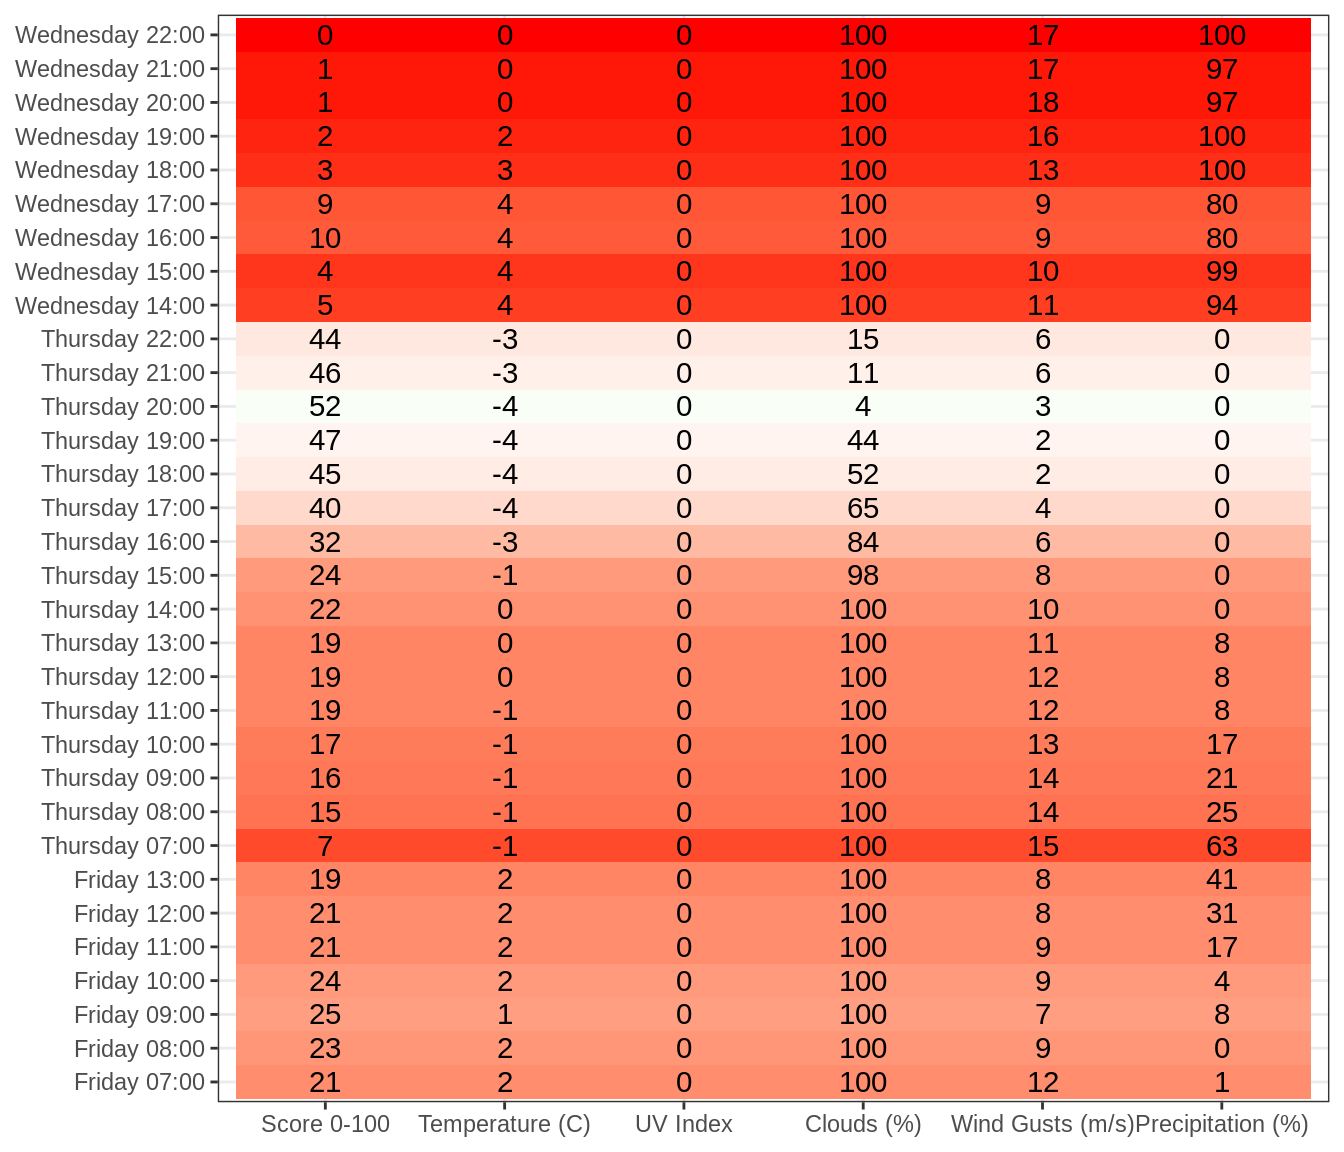 Wednesday 22:00 0 0 0 100 17 100
Wednesday 21:00 1 0 0 100 17 97
Wednesday 20:00 1 0 0 100 18 97
Wednesday 19:00 2 2 0 100 16 100
Wednesday 18:00 3 3 0 100 13 100
Wednesday 17:00 9 4 0 100 9 80
Wednesday 16:00 10 4 0 100 9 80
Wednesday 15:00 4 4 0 100 10 99
Wednesday 14:00 5 4 0 100 11 94
Thursday 22:00 44 -3 0 15 6 0
Thursday 21:00 46 -3 0 11 6 0
Thursday 20:00 52 -4 0 4 3 0
Thursday 19:00 47 -4 0 44 2 0
Thursday 18:00 45 -4 0 52 2 0
Thursday 17:00 40 -4 0 65 4 0
Thursday 16:00 32 -3 0 84 6 0
Thursday 15:00 24 -1 0 98 8 0
Thursday 14:00 22 0 0 100 10 0
Thursday 13:00 19 0 0 100 11 8
Thursday 12:00 19 0 0 100 12 8
Thursday 11:00 19 -1 0 100 12 8
Thursday 10:00 17 -1 0 100 13 17
Thursday 09:00 16 -1 0 100 14 21
Thursday 08:00 15 -1 0 100 14 25
Thursday 07:00 7 -1 0 100 15 63
Friday 13:00 19 2 0 100 8 41
Friday 12:00 21 2 0 100 8 31
Friday 11:00 21 2 0 100 9 17
Friday 10:00 24 2 0 100 9 4
Friday 09:00 25 1 0 100 7 8
Friday 08:00 23 2 0 100 9 0
Friday 07:00 21 2 0 100 12 1
Score 0-100 Temperature (C) UV Index Clouds (%) Wind Gusts (m/s) Precipitation (%)